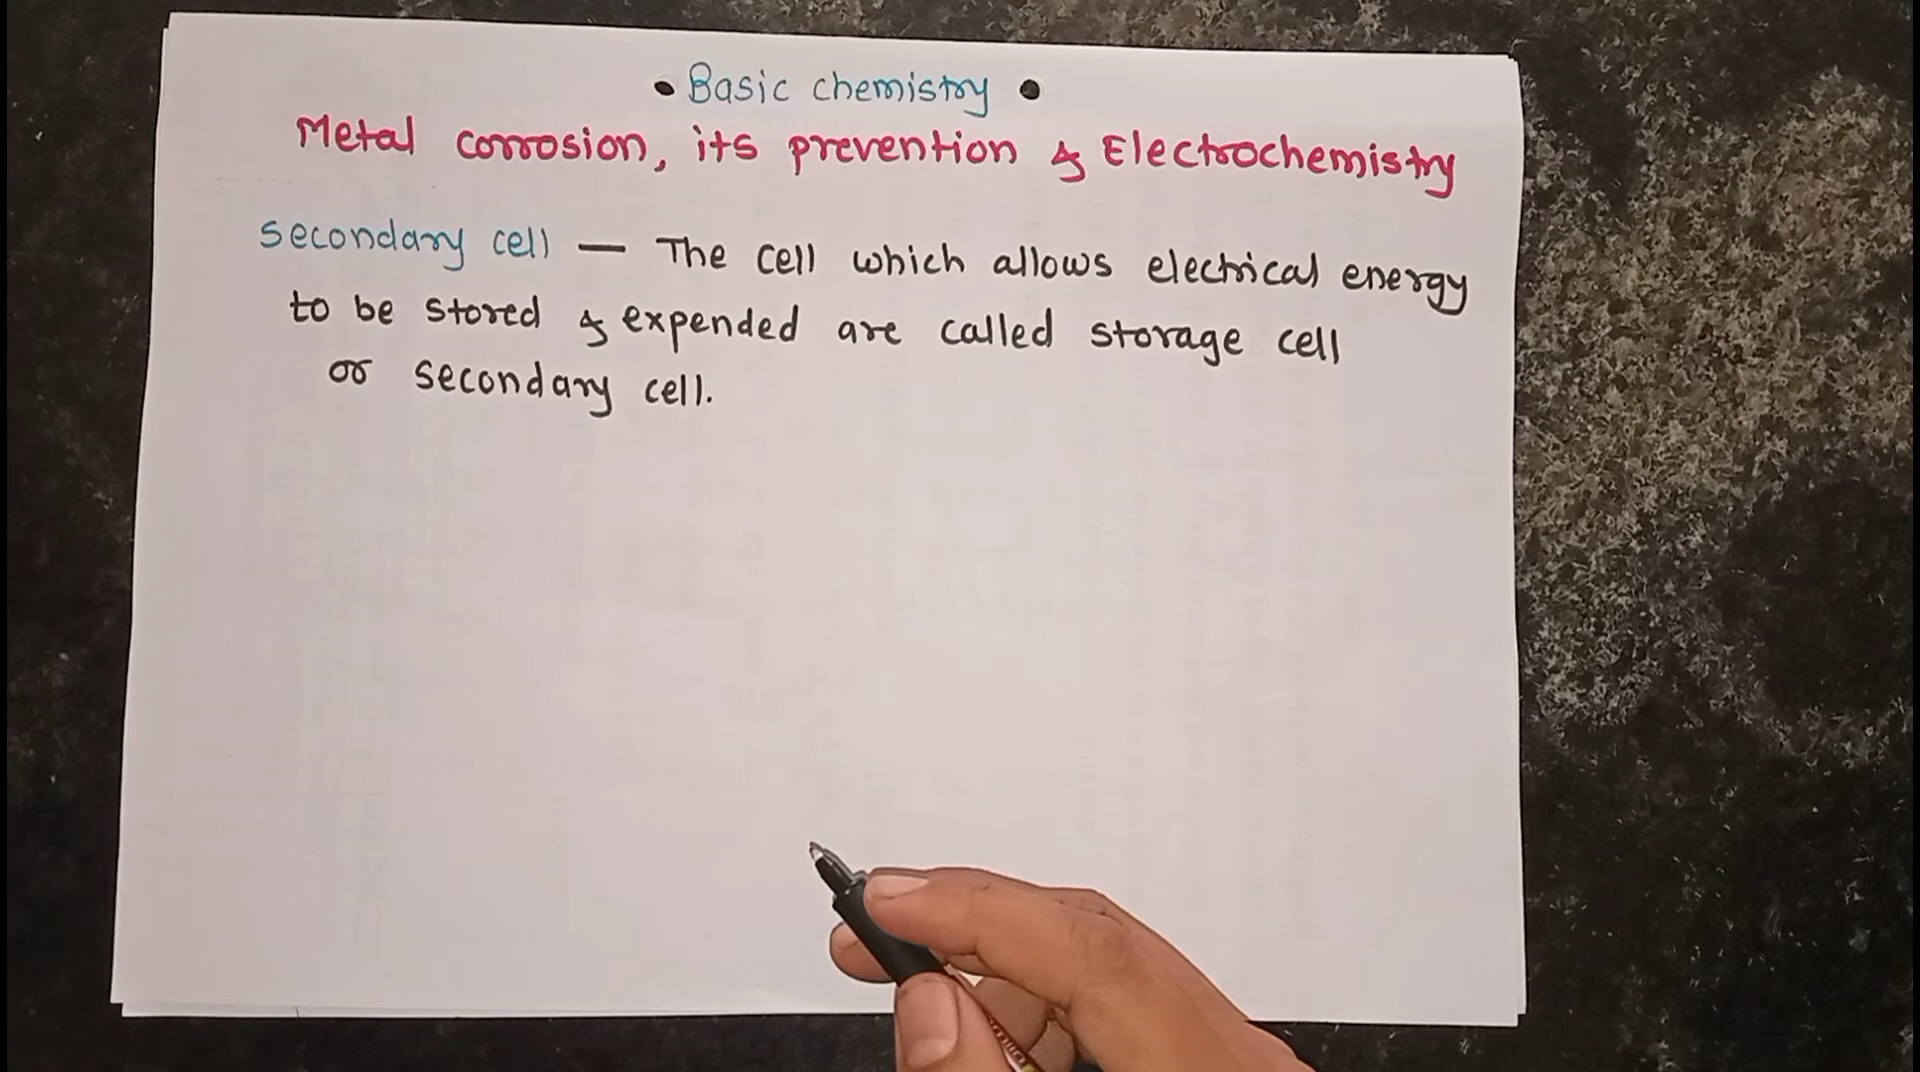 • Basic chemistry •
Metal corrosion, its prevention & Electrochemistry
secondary cell — The cell which allows electrical energy
to be stored & expended are called storage cell
or secondary cell.